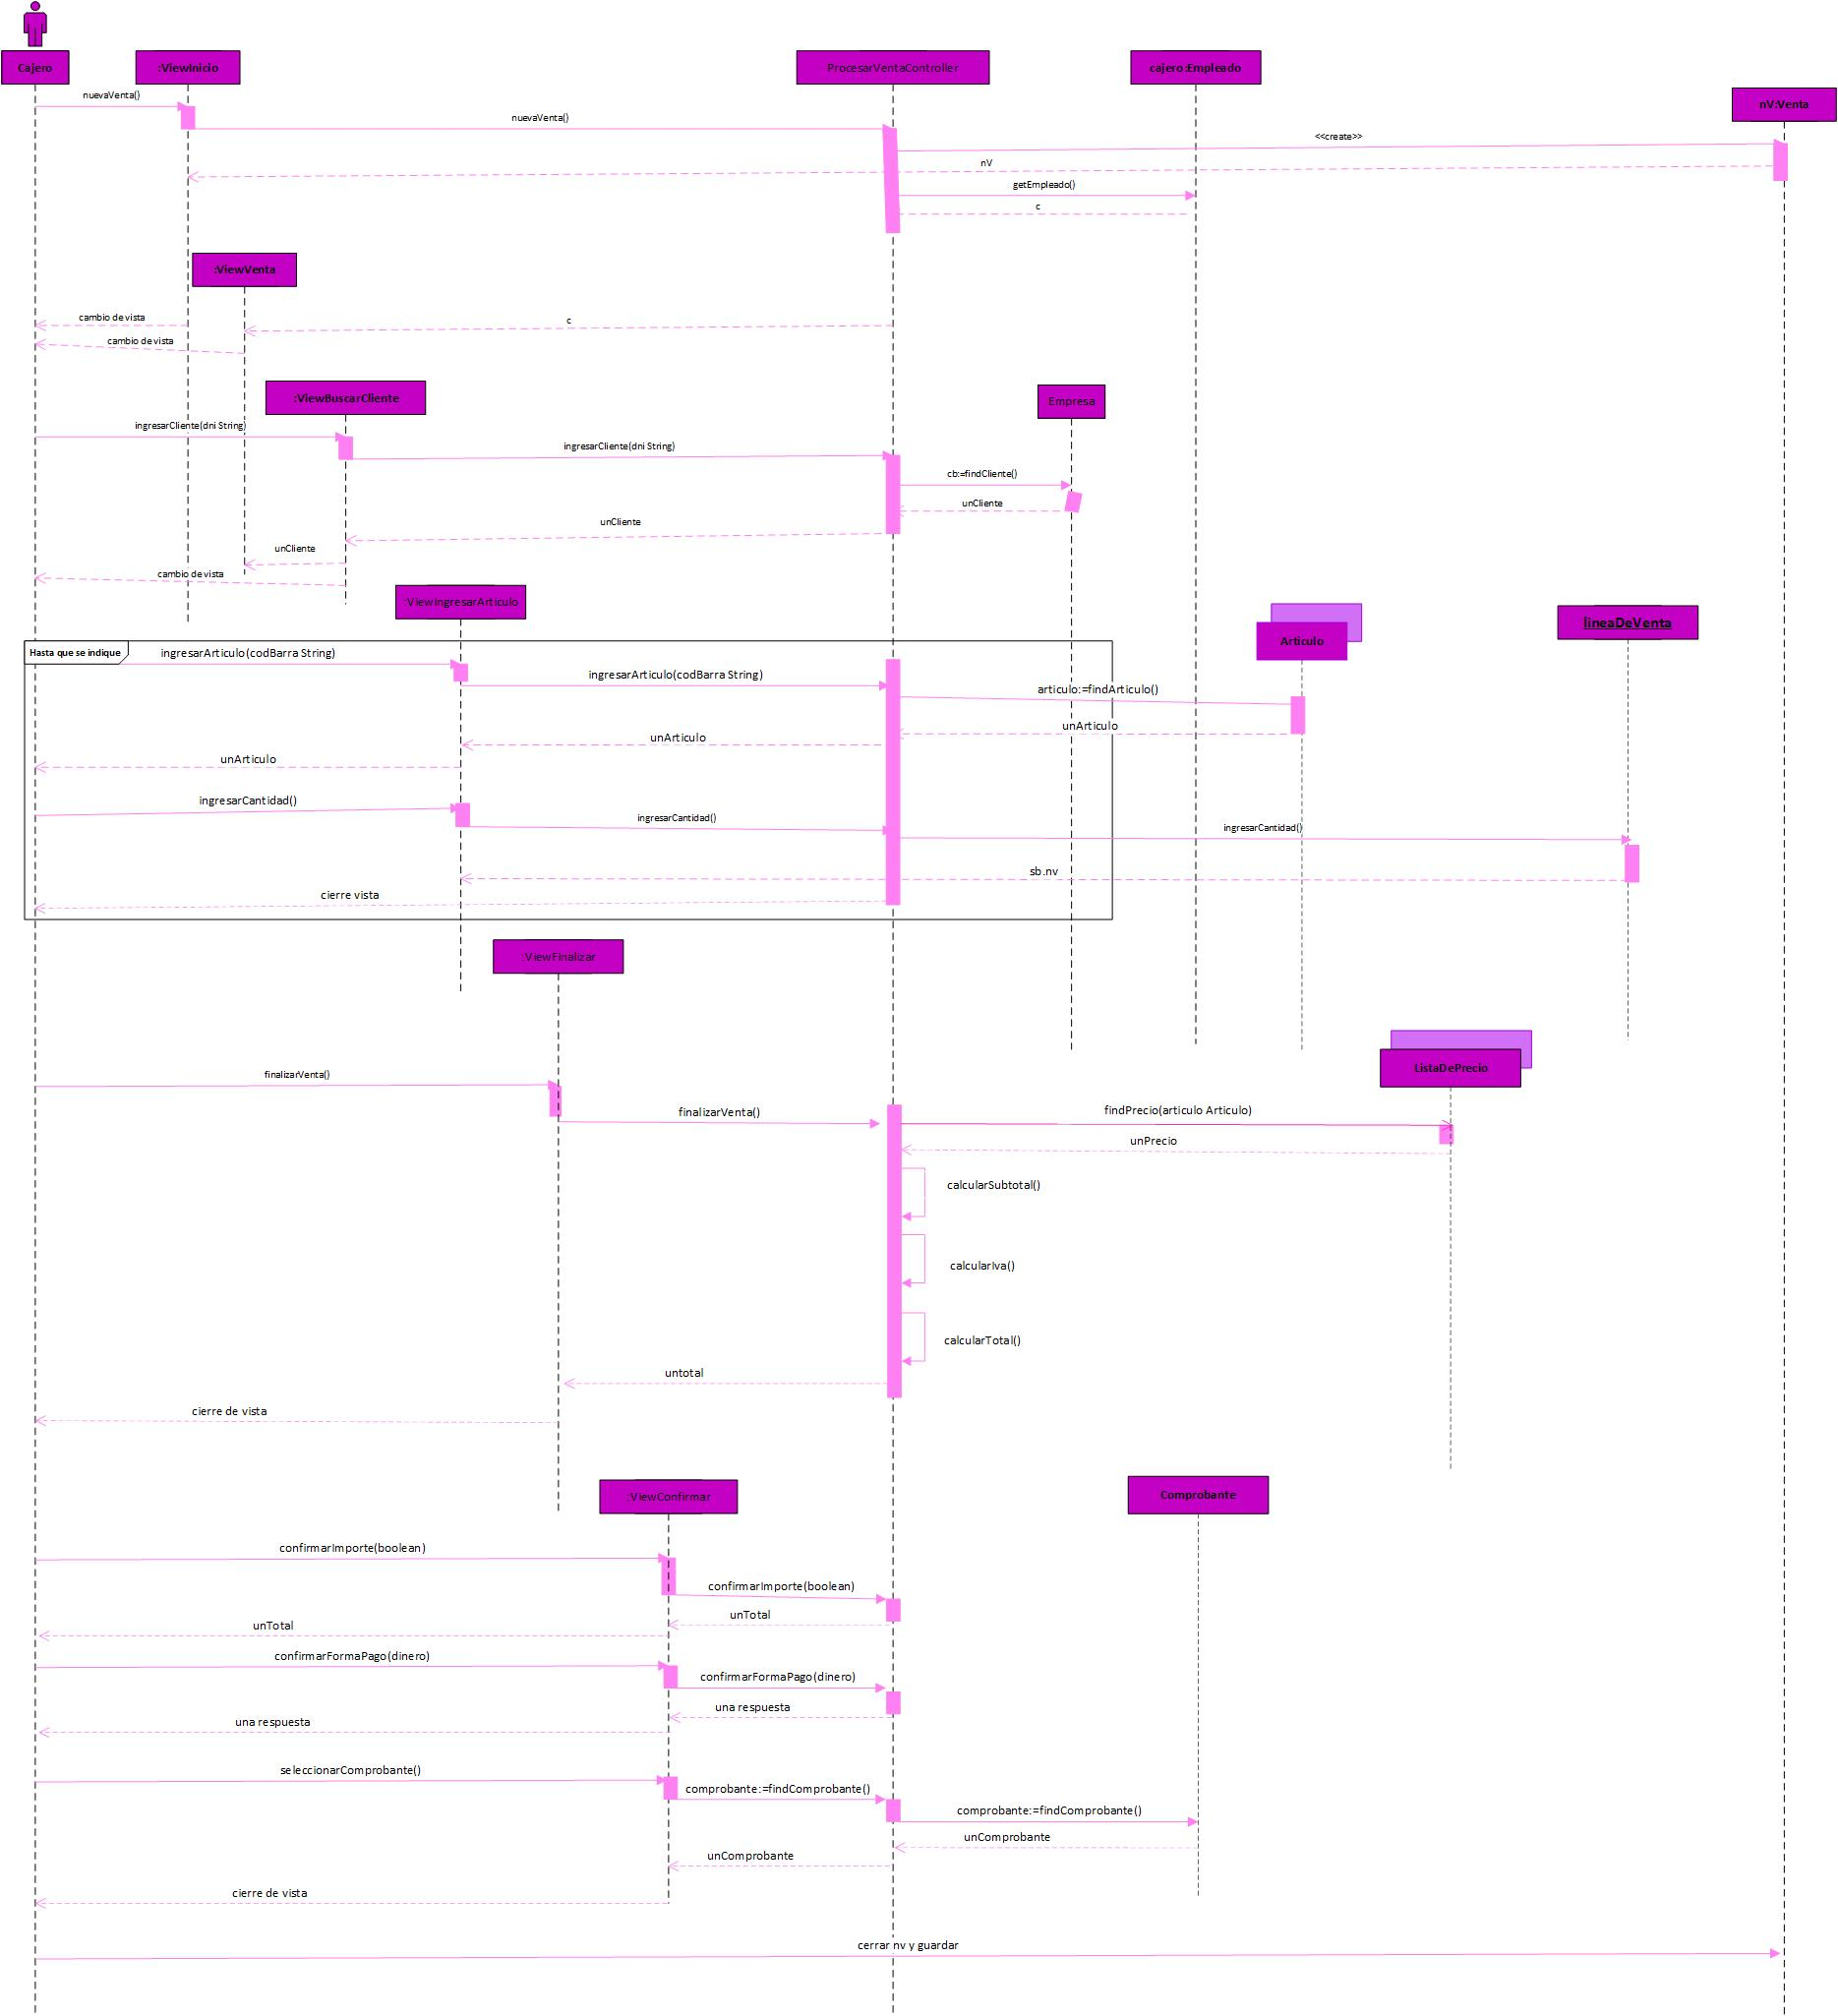 Cajero
:ViewInicio
ProcesarVentaController
cajero:Empleado
nV:Venta
nuevaVenta()
nuevaVenta()
<<create>>
nV
getEmpleado()
c
:ViewVenta
cambio de vista
c
cambio de vista
:ViewBuscarCliente
Empresa
ingresarCliente(dni String)
ingresarCliente(dni String)
cb:=findCliente()
unCliente
unCliente
unCliente
cambio de vista
:ViewIngresarArticulo
Articulo
lineaDeVenta
Hasta que se indique
ingresarArticulo(codBarra String)
ingresarArticulo(codBarra String)
articulo:=findArticulo()
unArticulo
unArticulo
unArticulo
ingresarCantidad()
ingresarCantidad()
ingresarCantidad()
sb.nv
cierre vista
:ViewFinalizar
ListaDePrecio
finalizarVenta()
finalizarVenta()
findPrecio(articulo Articulo)
unPrecio
calcularSubtotal()
calcularIva()
calcularTotal()
untotal
cierre de vista
:ViewConfirmar
Comprobante
confirmarImporte(boolean)
confirmarImporte(boolean)
unTotal
unTotal
confirmarFormaPago(dinero)
confirmarFormaPago(dinero)
una respuesta
una respuesta
seleccionarComprobante()
comprobante:=findComprobante()
comprobante:=findComprobante()
unComprobante
unComprobante
cierre de vista
cerrar nv y guardar